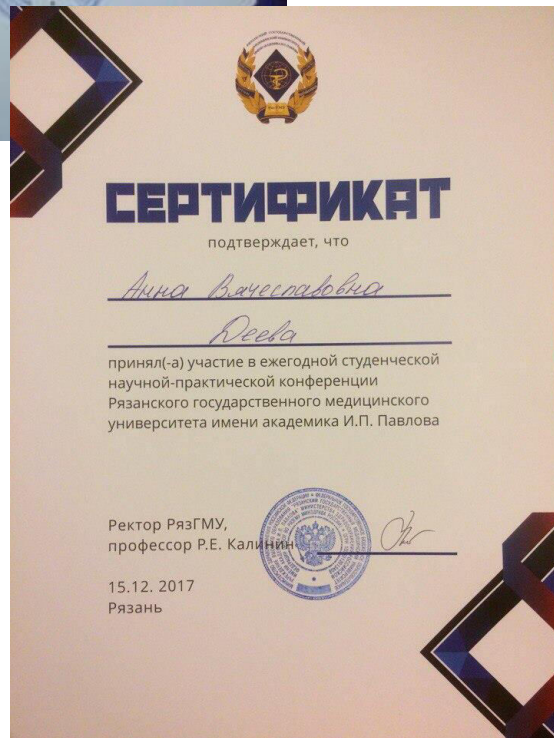 СЕРТИФИКАТ
подтверждает, что
Анна Вячеславовна
Деева
принял(-а) участие в ежегодной студенческой
научной-практической конференции
Рязанского государственного медицинского
университета имени академика И.П. Павлова
Ректор РязГМУ,
профессор Р.Е. Калинин
15.12. 2017
Рязань